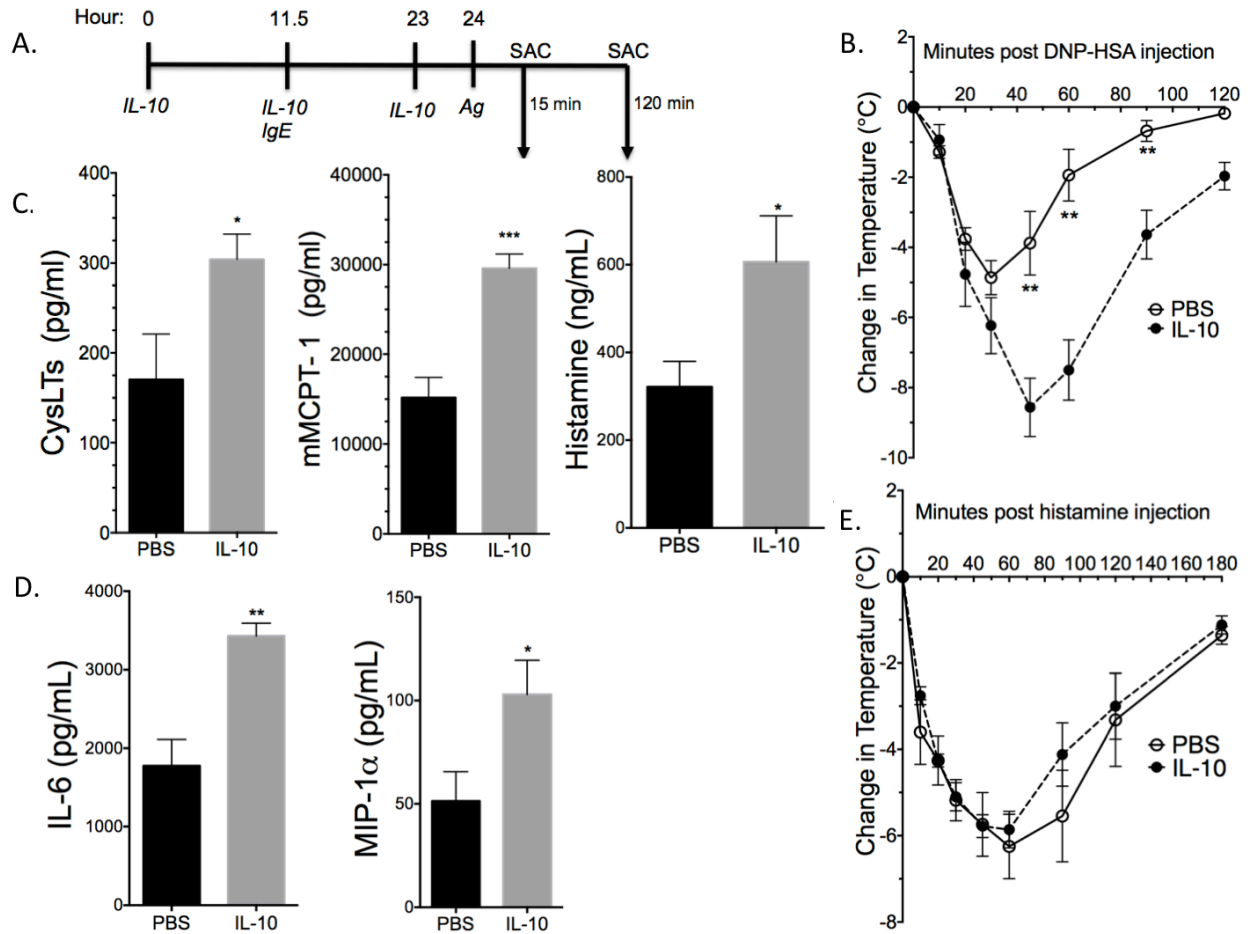 Hour: 0 11.5 23 24
A.
SAC SAC
IL-10 IL-10 IL-10 Ag 15 min 120 min
IgE
B.
Minutes post DNP-HSA injection
20 40 60 80 100 120
2
0
-2
-4
-6
-8
-10
Change in Temperature (°C)
**
**
**
PBS
IL-10
C.
CysLTs (pg/ml)
400
300
200
100
0
*
PBS IL-10
mMCPT-1 (pg/ml)
40000
30000
20000
10000
0
***
PBS IL-10
Histamine (ng/mL)
800
600
400
200
0
*
PBS IL-10
D.
IL-6 (pg/mL)
4000
3000
2000
1000
0
**
PBS IL-10
MIP-1α (pg/mL)
150
100
50
0
*
PBS IL-10
E.
Minutes post histamine injection
20 40 60 80 100 120 140 160 180
2
0
-2
-4
-6
-8
Change in Temperature (°C)
PBS
IL-10